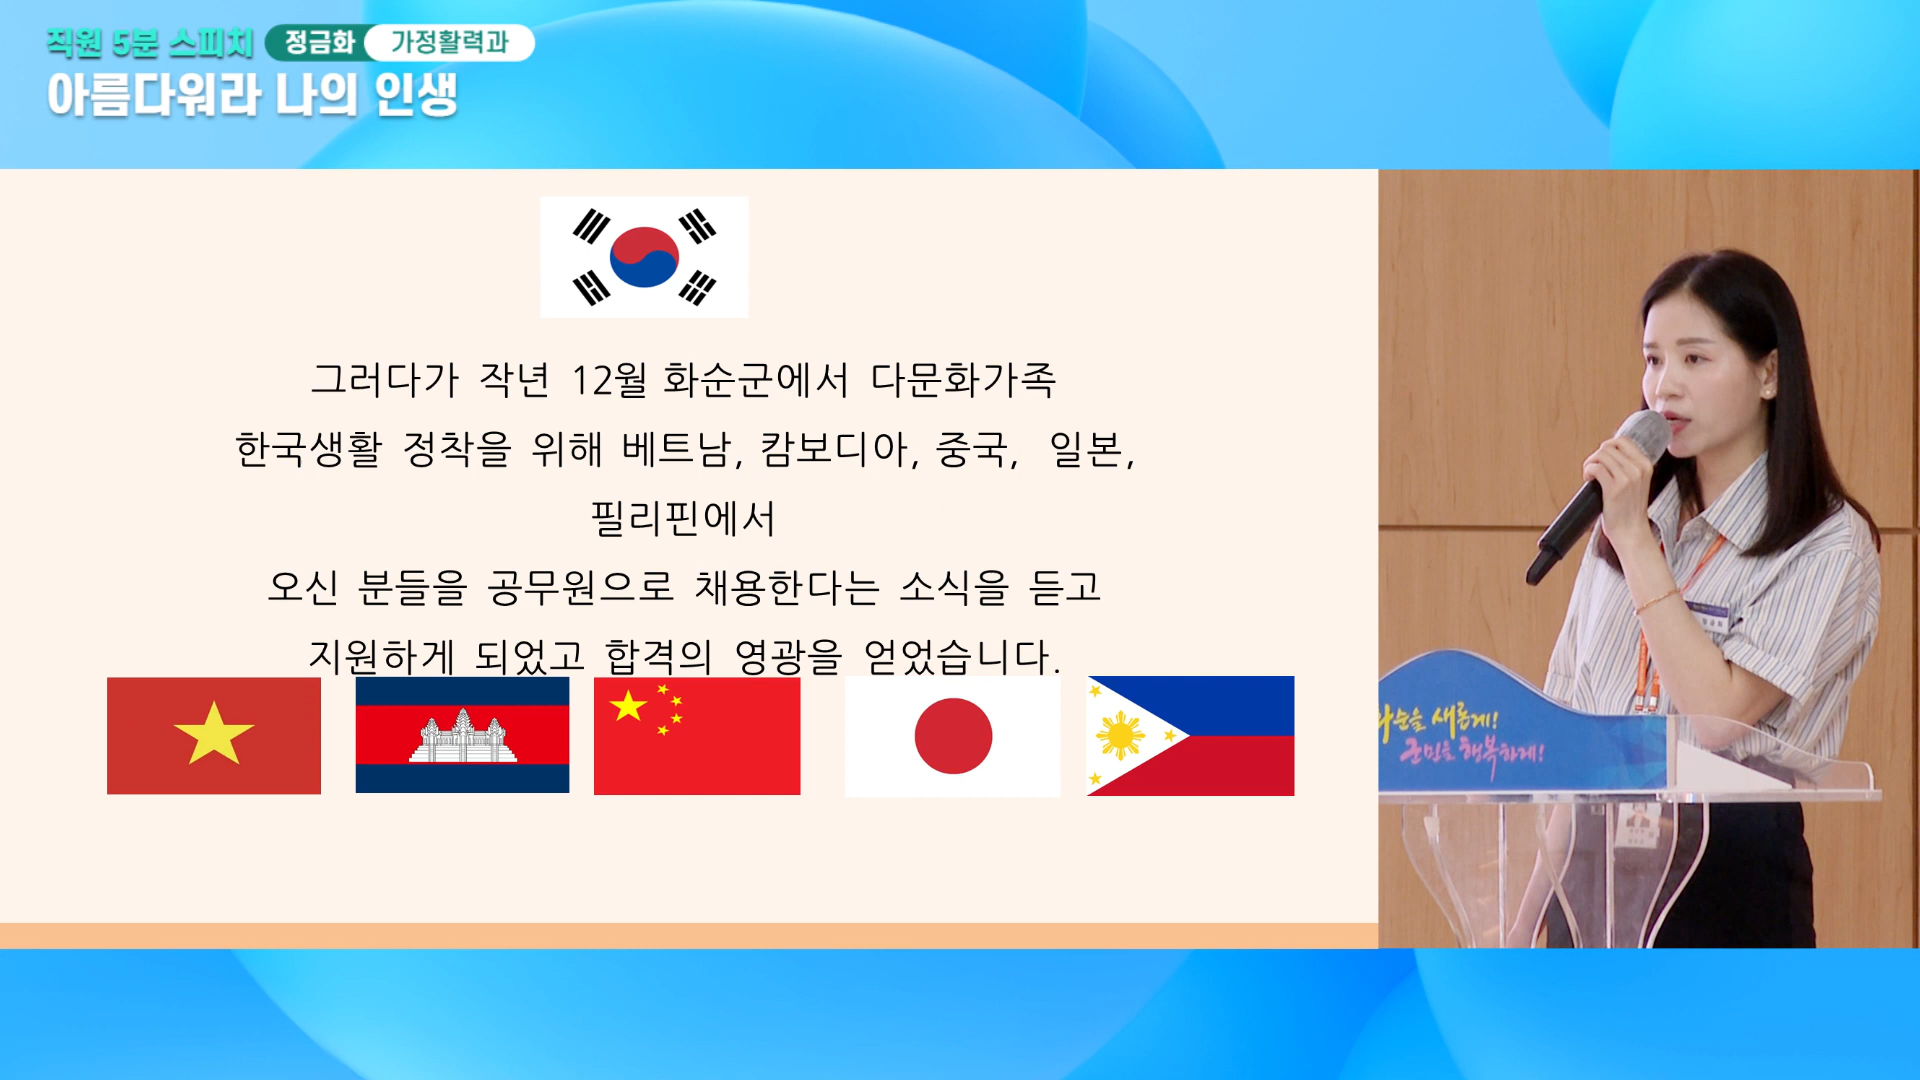 직원 5분 스피치 정금화 가정활력과
아름다워라 나의 인생
그러다가 작년 12월 화순군에서 다문화가족
한국생활 정착을 위해 베트남, 캄보디아, 중국, 일본,
필리핀에서
오신 분들을 공무원으로 채용한다는 소식을 듣고
지원하게 되었고 합격의 영광을 얻었습니다.
화순을 새롭게!
군민을 행복하게!